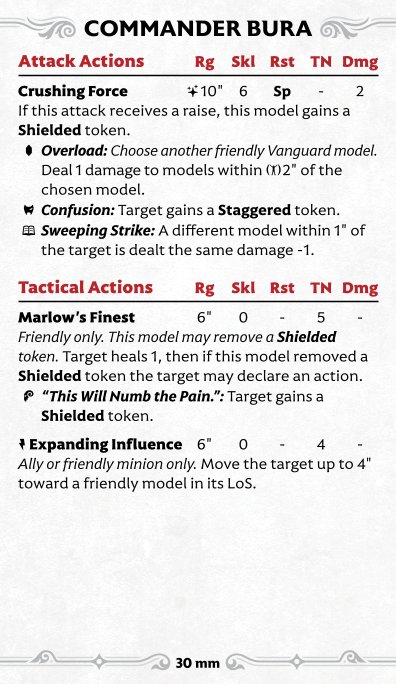 COMMANDER BURA
Attack Actions Rg Skl Rst TN Dmg
Crushing Force 10" 6 Sp - 2
If this attack receives a raise, this model gains a
Shielded token.
Overload: Choose another friendly Vanguard model.
Deal 1 damage to models within 2" of the
chosen model.
Confusion: Target gains a Staggered token.
Sweeping Strike: A different model within 1" of
the target is dealt the same damage -1.
Tactical Actions Rg Skl Rst TN Dmg
Marlow's Finest 6" 0 - 5 -
Friendly only. This model may remove a Shielded
token. Target heals 1, then if this model removed a
Shielded token the target may declare an action.
“This Will Numb the Pain.”: Target gains a
Shielded token.
Expanding Influence 6" 0 - 4 -
Ally or friendly minion only. Move the target up to 4"
toward a friendly model in its LoS.
30 mm